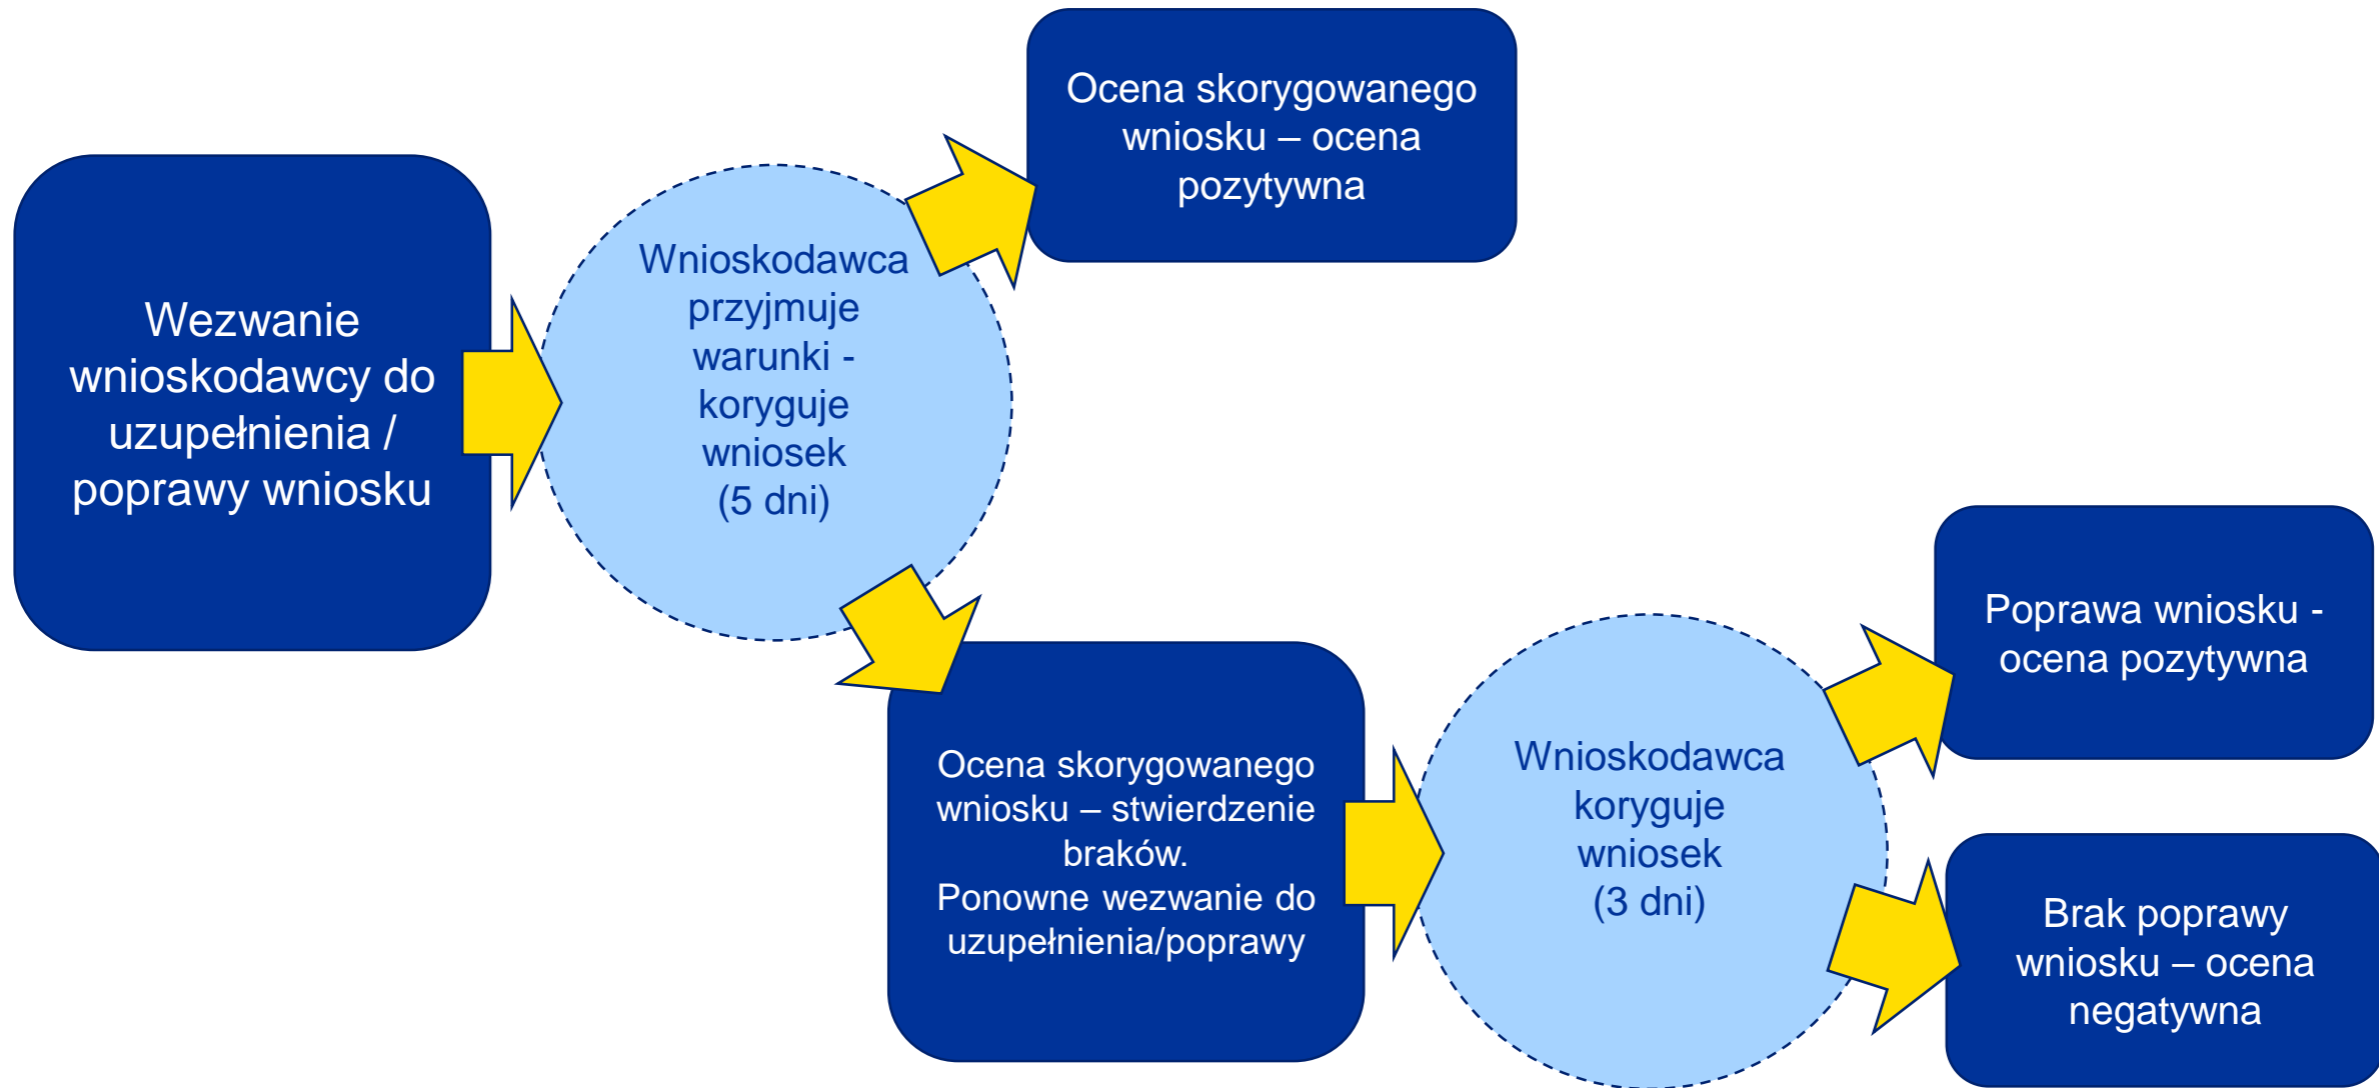 Wezwanie
wnioskodawcy do
uzupełnienia /
poprawy wniosku
Wnioskodawca
przyjmuje
warunki -
koryguje
wniosek
(5 dni)
Ocena skorygowanego
wniosku – ocena
pozytywna
Ocena skorygowanego
wniosku – stwierdzenie
braków.
Ponowne wezwanie do
uzupełnienia/poprawy
Wnioskodawca
koryguje
wniosek
(3 dni)
Poprawa wniosku -
ocena pozytywna
Brak poprawy
wniosku – ocena
negatywna